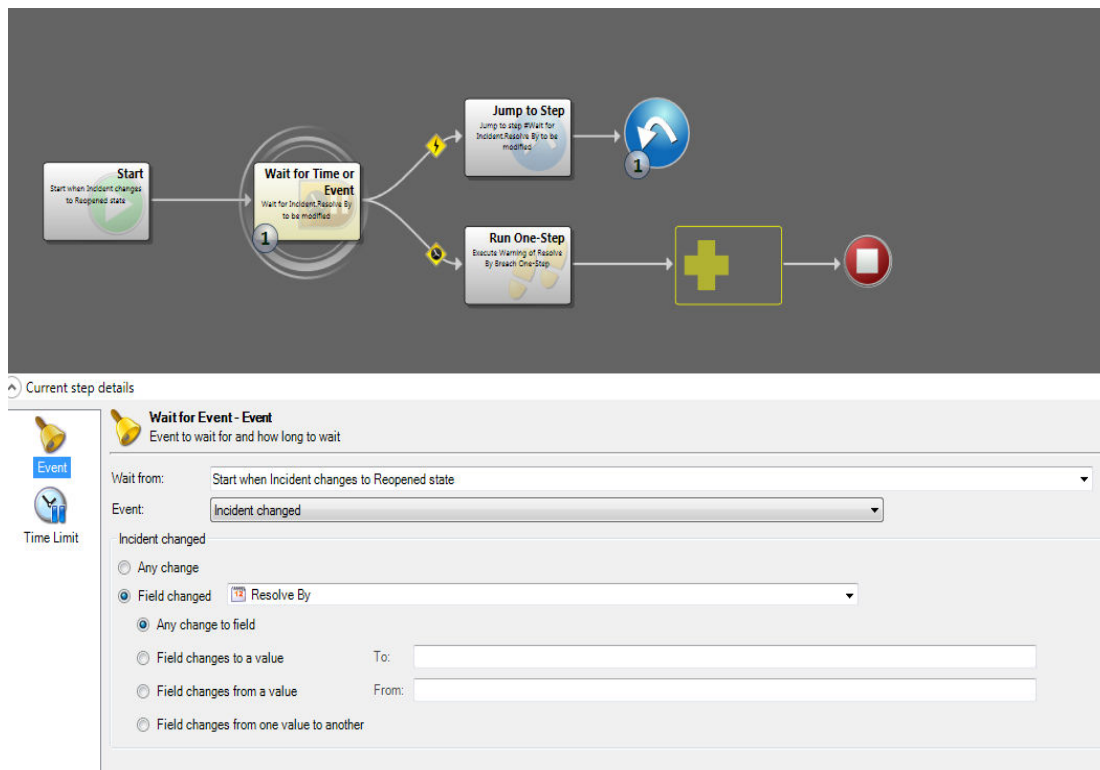 Start
Start when Incident changes
to Reopened state
Wait for Time or
Event
Wait for Incident.Resolve By
to be modified
1
Jump to Step
Jump to step #Wait for
Incident.Resolve By to be
modified
1
Run One-Step
Execute Warning of Resolve
By Breach One-Step
Current step details
Event
Time Limit
Wait for Event - Event
Event to wait for and how long to wait
Wait from: Start when Incident changes to Reopened state
Event: Incident changed
Incident changed
Any change
Field changed 12 Resolve By
Any change to field
Field changes to a value To:
Field changes from a value From:
Field changes from one value to another